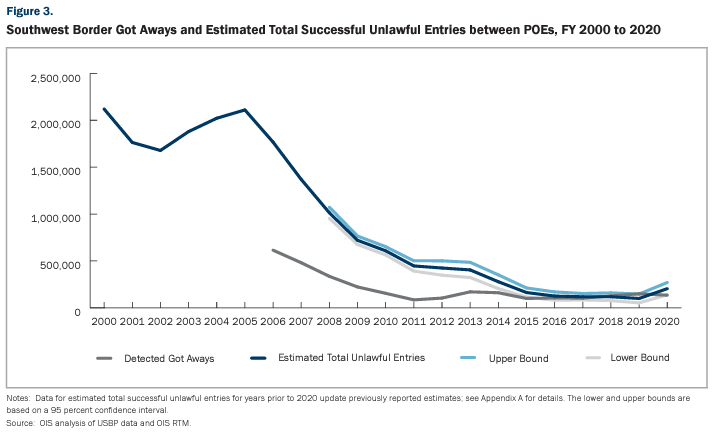 Figure 3.
Southwest Border Got Aways and Estimated Total Successful Unlawful Entries between POEs, FY 2000 to 2020
2,500,000
2,000,000
1,500,000
1,000,000
500,000
0
2000 2001 2002 2003 2004 2005 2006 2007 2008 2009 2010 2011 2012 2013 2014 2015 2016 2017 2018 2019 2020
Detected Got Aways Estimated Total Unlawful Entries Upper Bound Lower Bound
Notes: Data for estimated total successful unlawful entries for years prior to 2020 update previously reported estimates; see Appendix A for details. The lower and upper bounds are
based on a 95 percent confidence interval.
Source: OIS analysis of USBP data and OIS RTM.